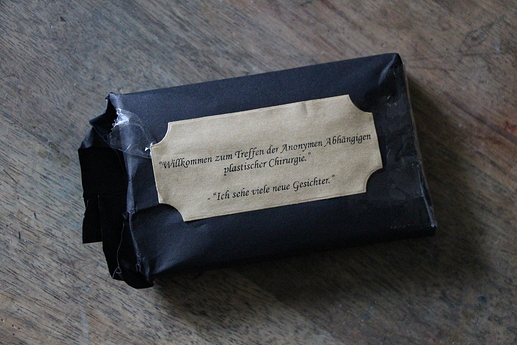 "Willkommen zum Treffen der Anonymen Abhängigen
plastischer Chirurgie."
- "Ich sehe viele neue Gesichter."